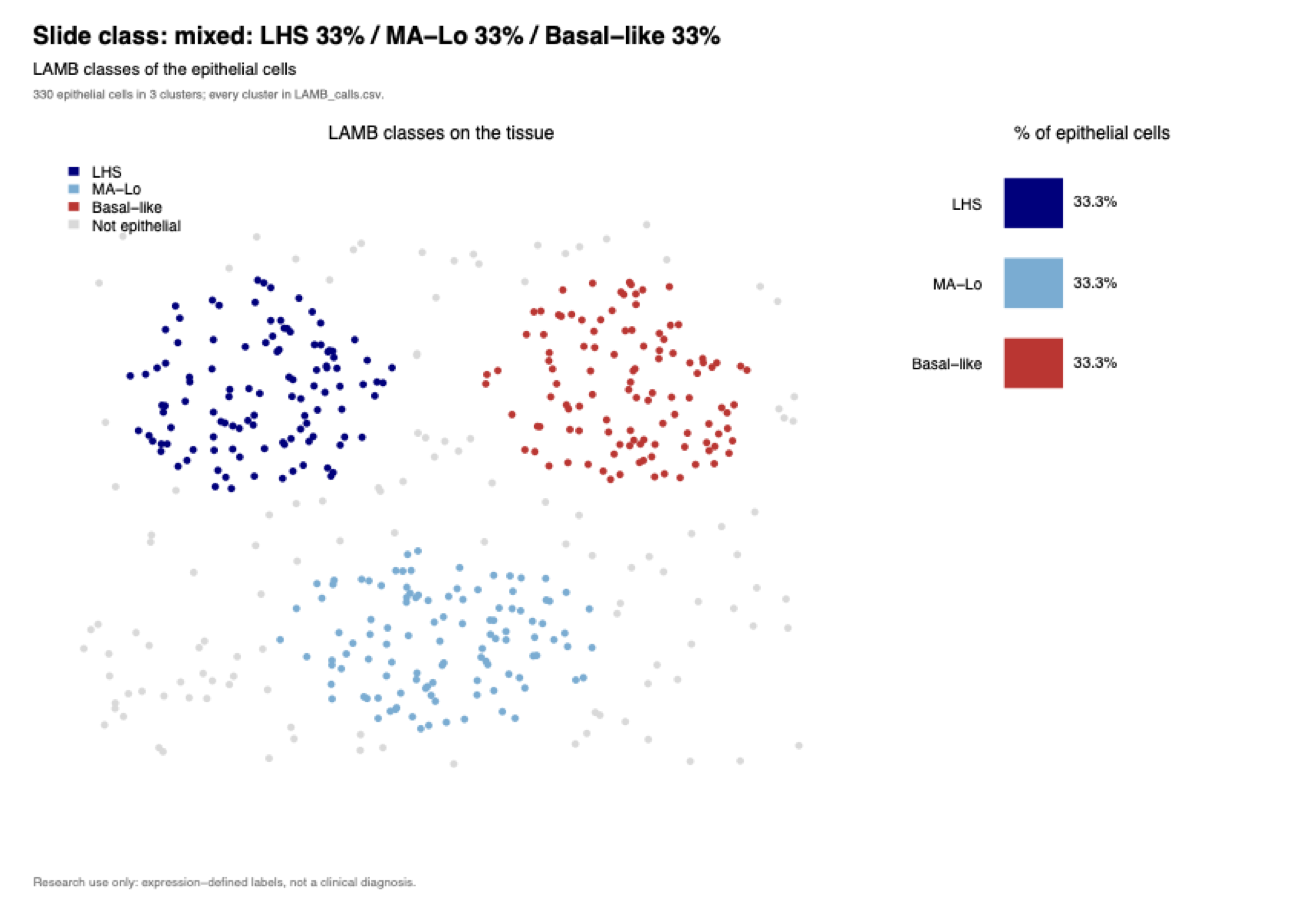 Slide class: mixed: LHS 33% / MA–Lo 33% / Basal–like 33%
LAMB classes of the epithelial cells
330 epithelial cells in 3 clusters; every cluster in LAMB_calls.csv.
LAMB classes on the tissue
LHS
MA–Lo
Basal–like
Not epithelial
% of epithelial cells
LHS 33.3%
MA–Lo 33.3%
Basal–like 33.3%
Research use only: expression–defined labels, not a clinical diagnosis.